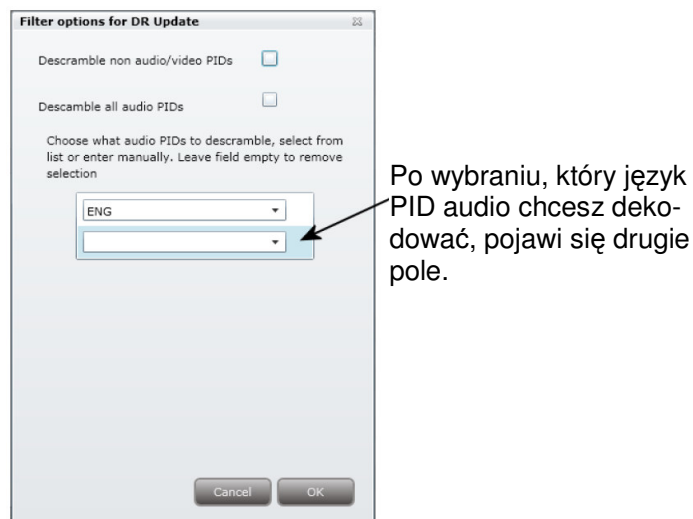 Filter options for DR Update
Descramble non audio/video PIDs
Descamble all audio PIDs
Choose what audio PIDs to descramble, select from
list or enter manually. Leave field empty to remove
selection
ENG
Po wybraniu, który język
PID audio chcesz deko-
dować, pojawi się drugie
pole.
Cancel
OK